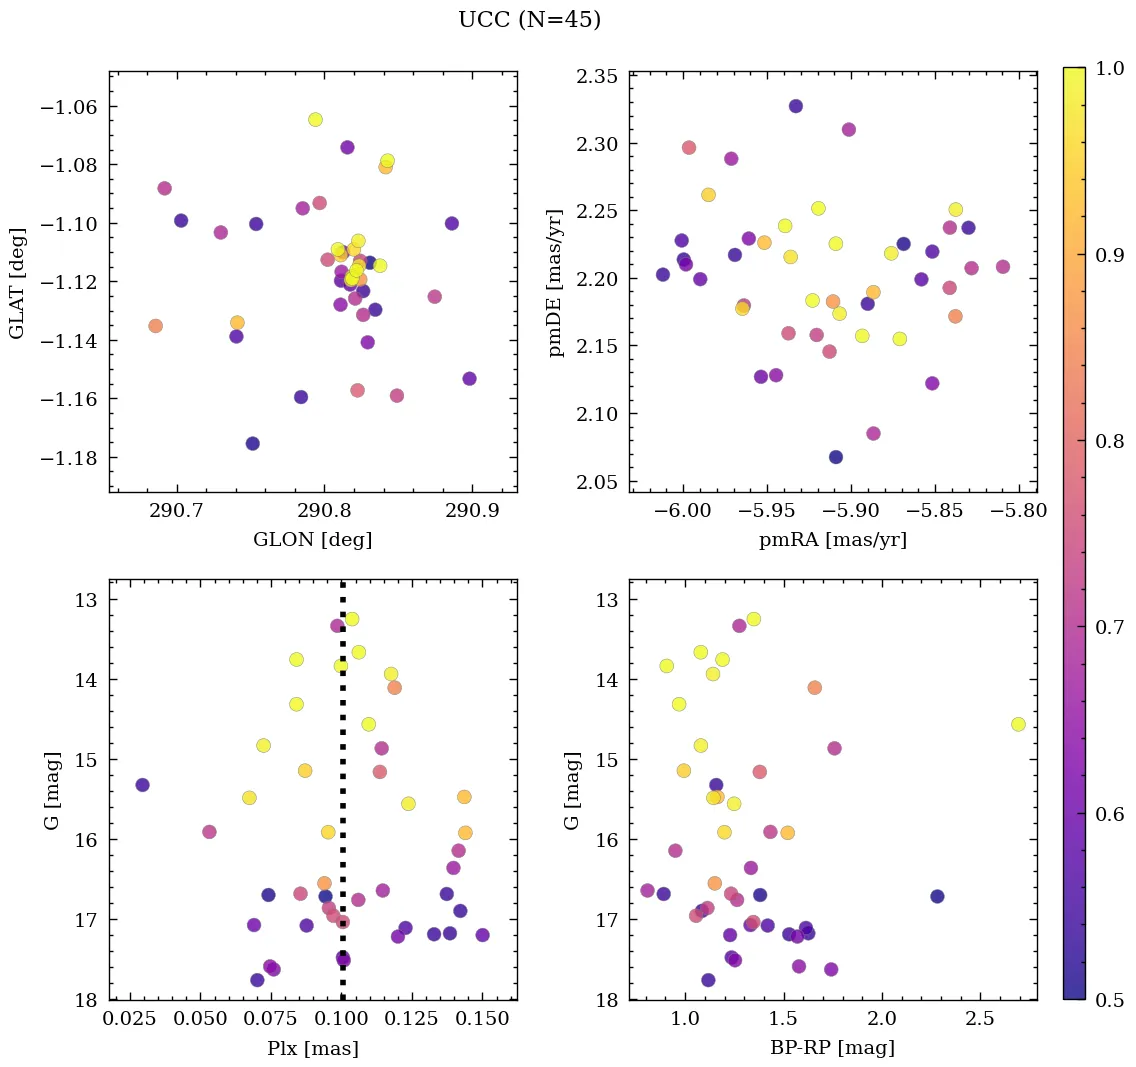 UCC (N=45)
−1.06
−1.08
−1.10
−1.12
−1.14
−1.16
−1.18
GLAT [deg]
290.7 290.8 290.9
GLON [deg]
2.35
2.30
2.25
2.20
2.15
2.10
2.05
pmDE [mas/yr]
−6.00 −5.95 −5.90 −5.85 −5.80
pmRA [mas/yr]
13
14
15
16
17
18
G [mag]
0.025 0.050 0.075 0.100 0.125 0.150
Plx [mas]
13
14
15
16
17
18
G [mag]
1.0 1.5 2.0 2.5
BP-RP [mag]
1.0
0.9
0.8
0.7
0.6
0.5